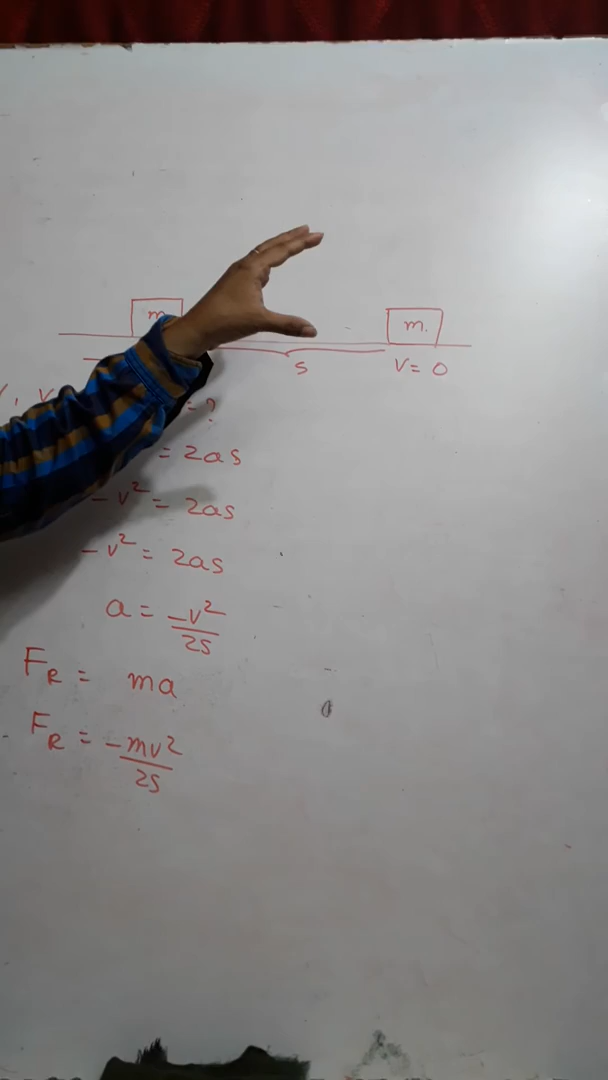 m m.
s V = 0
= ?
= 2as
- v² = 2as
- v² = 2as
a = -v²/2s
F_R = ma
F_R = -mv²/2s